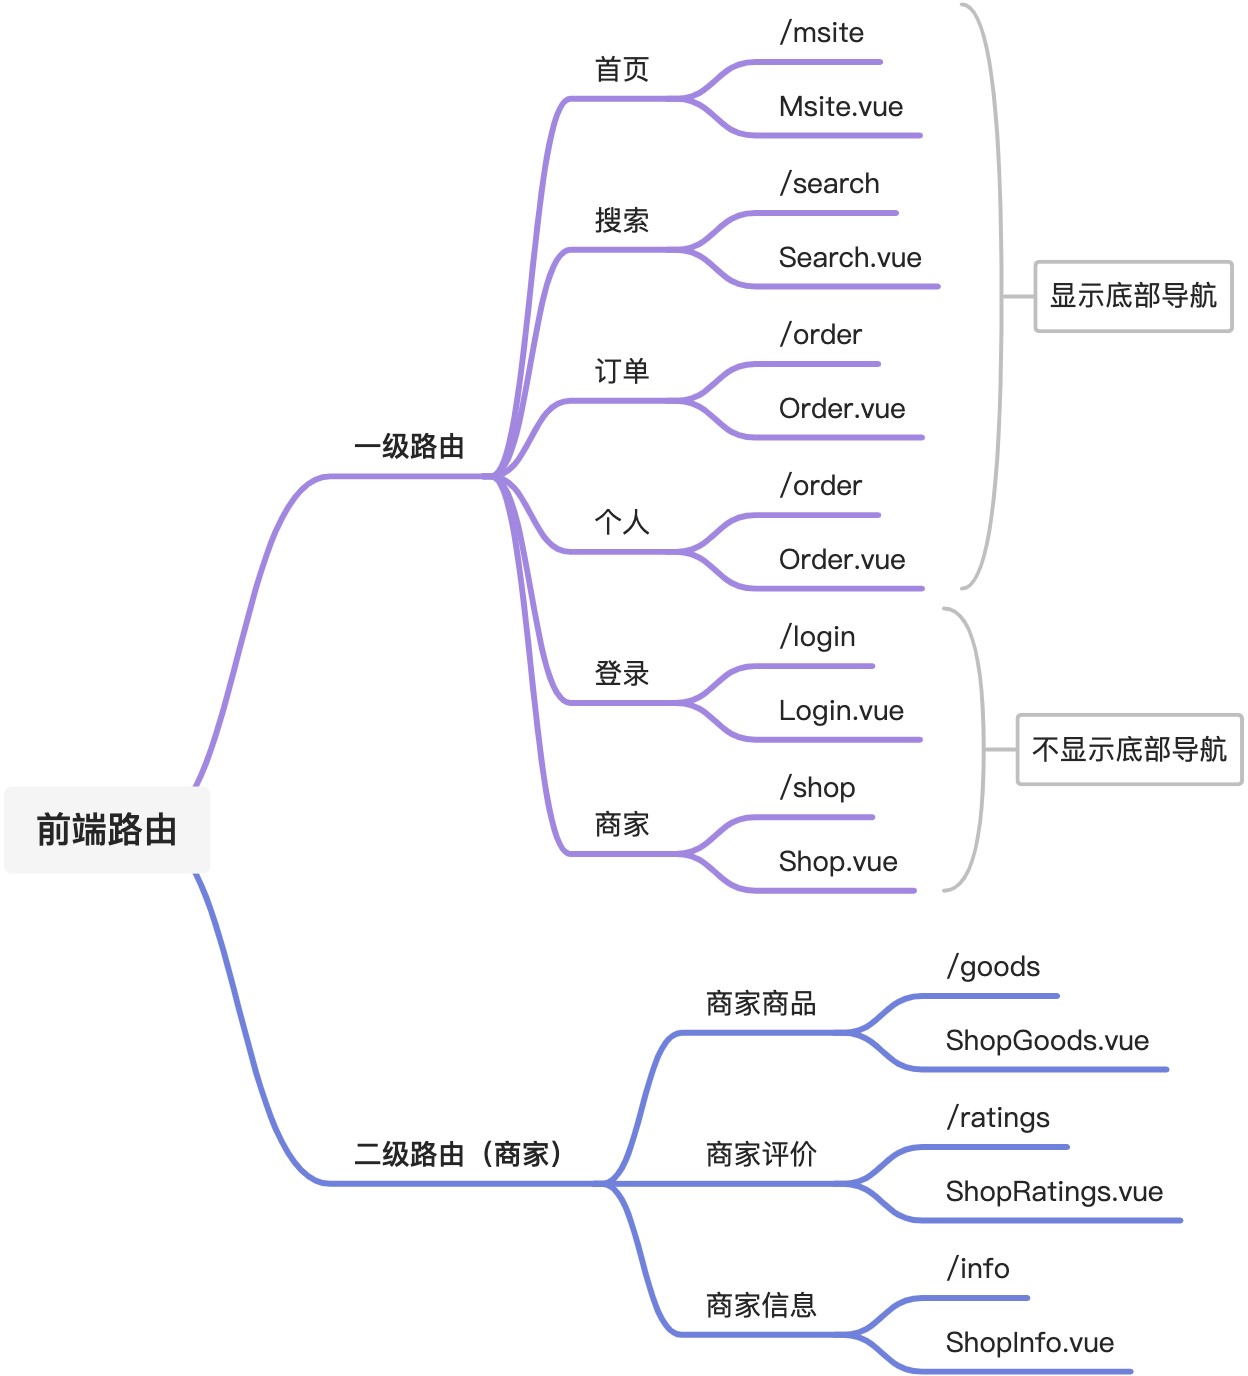 前端路由
一级路由
首页
/msite
Msite.vue
搜索
/search
Search.vue
订单
/order
Order.vue
个人
/order
Order.vue
显示底部导航
登录
/login
Login.vue
商家
/shop
Shop.vue
不显示底部导航
二级路由（商家）
商家商品
/goods
ShopGoods.vue
商家评价
/ratings
ShopRatings.vue
商家信息
/info
ShopInfo.vue